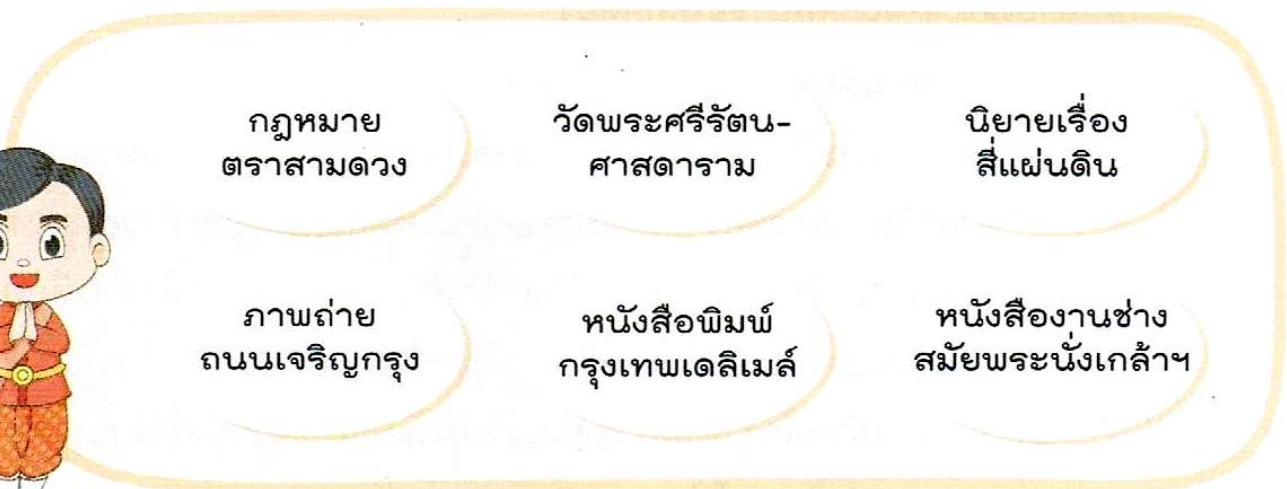 กฎหมาย
ตราสามดวง
วัดพระศรีรัตน-
ศาสดาราม
นิยายเรื่อง
สี่แผ่นดิน
ภาพถ่าย
ถนนเจริญกรุง
หนังสือพิมพ์
กรุงเทพเดลิเมล์
หนังสืองานช่าง
สมัยพระนั่งเกล้าฯ